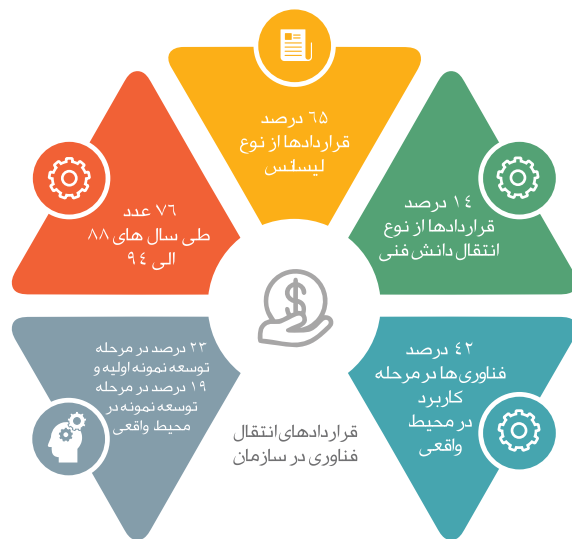 ۶۵ درصد
قراردادها از نوع
لیسانس
۱۴ درصد
قراردادها از نوع
انتقال دانش فنی
۷۶ عدد
طی سال های ۸۸
الی ۹۴
۴۲ درصد
فناوری ها در مرحله
کاربرد
در محیط
واقعی
۲۳ درصد در مرحله
توسعه نمونه اولیه و
۱۹ درصد در مرحله
توسعه نمونه در
محیط واقعی
قراردادهای انتقال
فناوری در سازمان